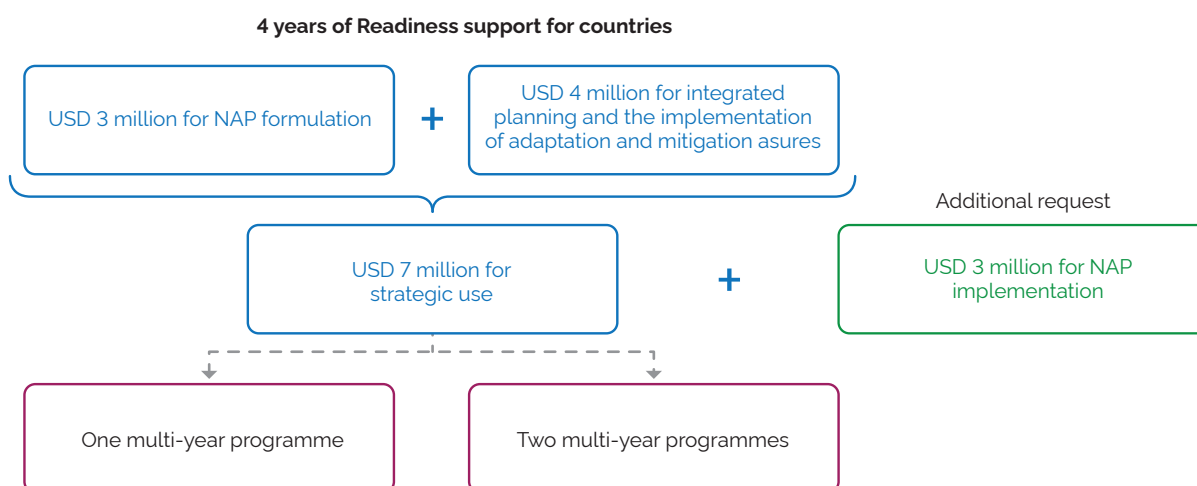 4 years of Readiness support for countries
USD 3 million for NAP formulation
+
USD 4 million for integrated
planning and the implementation
of adaptation and mitigation asures
Additional request
USD 7 million for
strategic use
+
USD 3 million for NAP
implementation
One multi-year programme
Two multi-year programmes